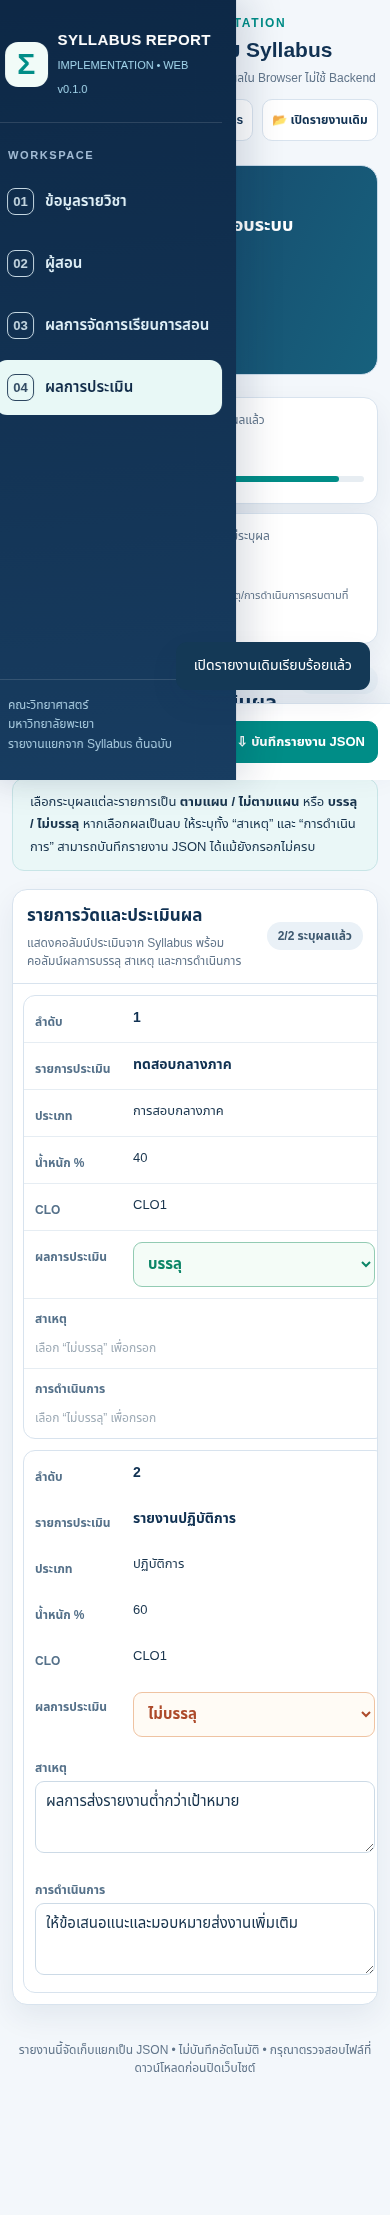 Σ
SYLLABUS REPORT
IMPLEMENTATION • WEB
v0.1.0
WORKSPACE
01 ข้อมูลรายวิชา
02 ผู้สอน
03 ผลการจัดการเรียนการสอน
04 ผลการประเมิน
คณะวิทยาศาสตร์
มหาวิทยาลัยพะเยา
รายงานแยกจาก Syllabus ต้นฉบับ
TATION
Syllabus
ใน Browser ไม่ใช้ Backend
📂 เปิดรายงานเดิม
อบระบบ
ลแล้ว
ระบุผล
/การดำเนินการครบตามที่
เปิดรายงานเดิมเรียบร้อยแล้ว
⇩ บันทึกรายงาน JSON
เลือกระบุผลแต่ละรายการเป็น ตามแผน / ไม่ตามแผน หรือ บรรลุ
/ ไม่บรรลุ หากเลือกผลเป็นลบ ให้ระบุทั้ง “สาเหตุ” และ “การดำเนิน
การ” สามารถบันทึกรายงาน JSON ได้แม้ยังกรอกไม่ครบ
รายการวัดและประเมินผล
แสดงคอลัมน์ประเมินจาก Syllabus พร้อม
คอลัมน์ผลการบรรลุ สาเหตุ และการดำเนินการ
2/2 ระบุผลแล้ว
ลำดับ 1
รายการประเมิน ทดสอบกลางภาค
ประเภท การสอบกลางภาค
น้ำหนัก % 40
CLO CLO1
ผลการประเมิน บรรลุ
สาเหตุ
เลือก “ไม่บรรลุ” เพื่อกรอก
การดำเนินการ
เลือก “ไม่บรรลุ” เพื่อกรอก
ลำดับ 2
รายการประเมิน รายงานปฏิบัติการ
ประเภท ปฏิบัติการ
น้ำหนัก % 60
CLO CLO1
ผลการประเมิน ไม่บรรลุ
สาเหตุ
ผลการส่งรายงานต่ำกว่าเป้าหมาย
การดำเนินการ
ให้ข้อเสนอแนะและมอบหมายส่งงานเพิ่มเติม
รายงานนี้จัดเก็บแยกเป็น JSON • ไม่บันทึกอัตโนมัติ • กรุณาตรวจสอบไฟล์ที่
ดาวน์โหลดก่อนปิดเว็บไซต์